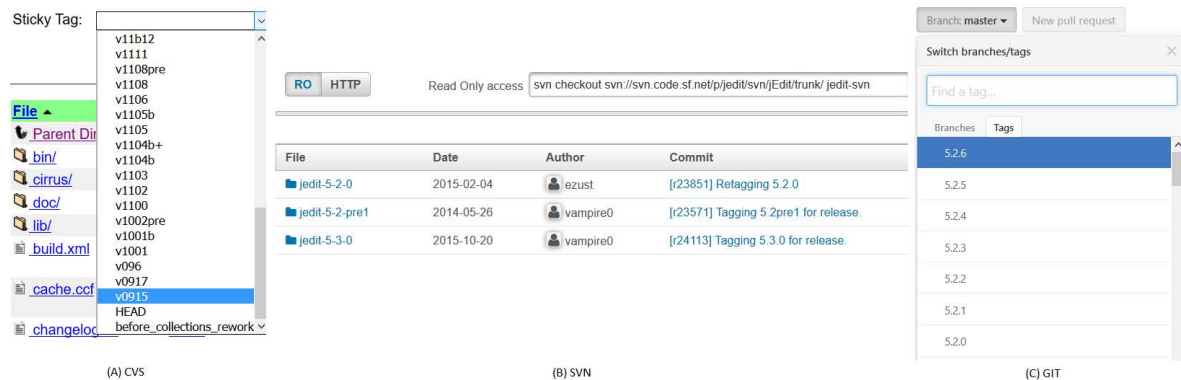 Sticky Tag:
v11b12
v1111
v1108pre
v1108
v1106
v1105b
v1105
v1104b+
v1104b
v1103
v1102
v1100
v1002pre
v1001b
v1001
v096
v0917
v0915
HEAD
before_collections_rework
File
Parent Dir
bin/
cirrus/
doc/
lib/
build.xml
cache.ccf
changelog
(A) CVS
RO HTTP Read Only access svn checkout svn://svn.code.sf.net/p/jedit/svn/jEdit/trunk/ jedit-svn
File Date Author Commit
jedit-5-2-0 2015-02-04 ezust [r23851] Retagging 5.2.0
jedit-5-2-pre1 2014-05-26 vampire0 [r23571] Tagging 5.2pre1 for release.
jedit-5-3-0 2015-10-20 vampire0 [r24113] Tagging 5.3.0 for release.
(B) SVN
Branch: master New pull request
Switch branches/tags
Find a tag...
Branches Tags
5.2.6
5.2.5
5.2.4
5.2.3
5.2.2
5.2.1
5.2.0
(C) GIT